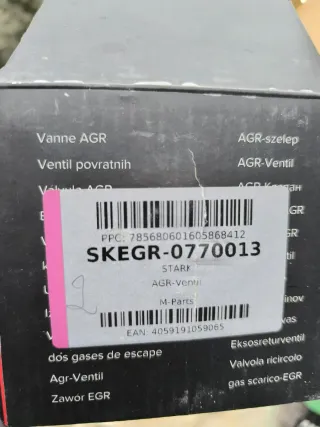 Vanne AGR
AGR-szelep
Ventil povratnih
AGR-Ventil
PPC: 785680601605868412
SKEGR-0770013
STARK
AGR-Ventil
M-Parts
EAN: 4059191059065
2
dós gases de escape
Eksosreturventil
Agr-Ventil
Valvola ricircolo
Zawór EGR
gas scarico-EGR